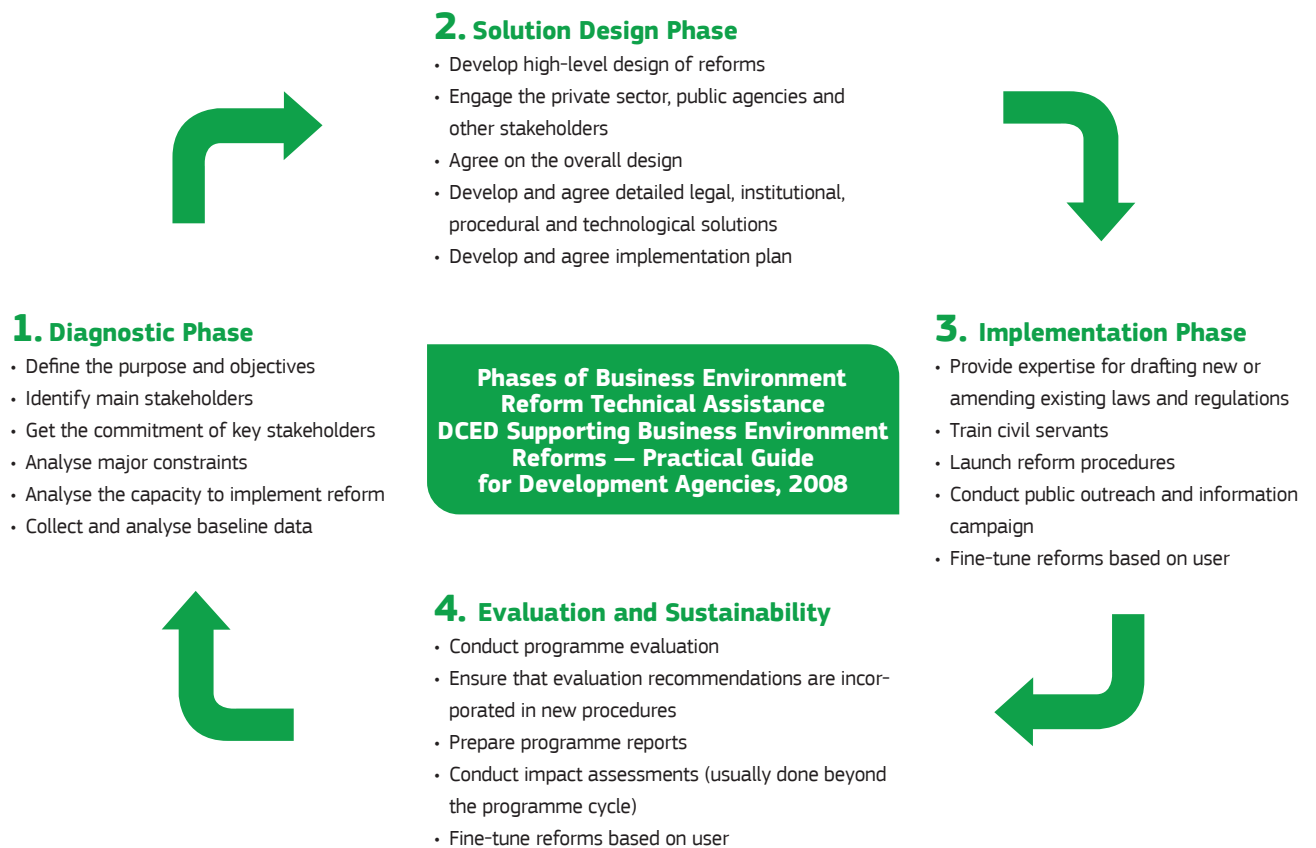 2. Solution Design Phase
• Develop high-level design of reforms
• Engage the private sector, public agencies and
other stakeholders
• Agree on the overall design
• Develop and agree detailed legal, institutional,
procedural and technological solutions
• Develop and agree implementation plan
1. Diagnostic Phase
• Define the purpose and objectives
• Identify main stakeholders
• Get the commitment of key stakeholders
• Analyse major constraints
• Analyse the capacity to implement reform
• Collect and analyse baseline data
Phases of Business Environment
Reform Technical Assistance
DCED Supporting Business Environment
Reforms — Practical Guide
for Development Agencies, 2008
3. Implementation Phase
• Provide expertise for drafting new or
amending existing laws and regulations
• Train civil servants
• Launch reform procedures
• Conduct public outreach and information
campaign
• Fine-tune reforms based on user
4. Evaluation and Sustainability
• Conduct programme evaluation
• Ensure that evaluation recommendations are incor-
porated in new procedures
• Prepare programme reports
• Conduct impact assessments (usually done beyond
the programme cycle)
• Fine-tune reforms based on user